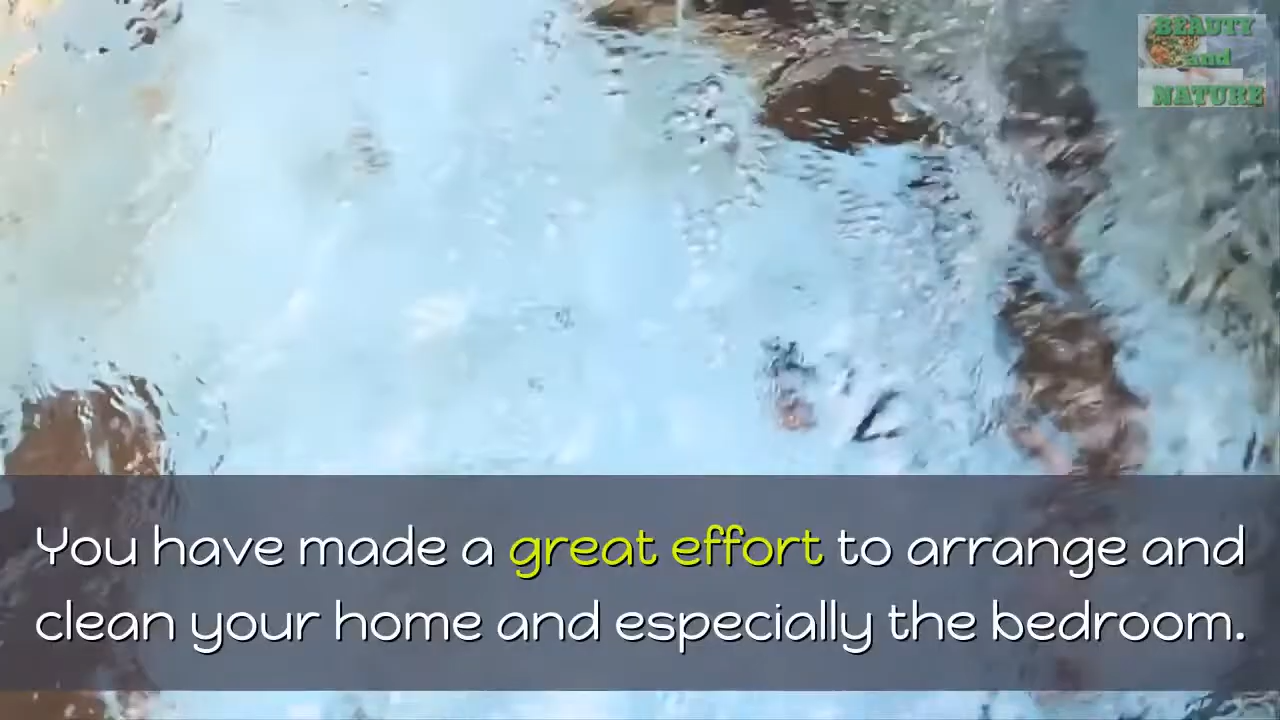 BEAUTY
and
NATURE
You have made a great effort to arrange and
clean your home and especially the bedroom.